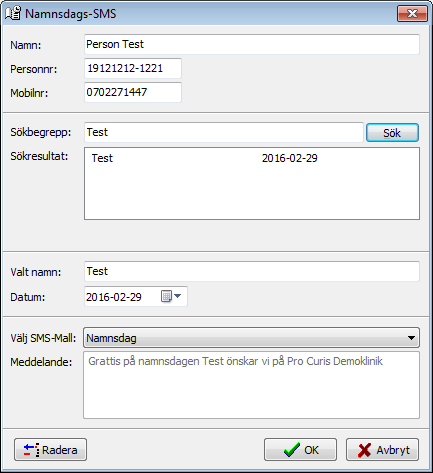 Namnsdags-SMS
Namn: Person Test
Personnr: 19121212-1221
Mobilnr: 0702271447
Sökbegrepp: Test Sök
Sökresultat: Test 2016-02-29
Valt namn: Test
Datum: 2016-02-29
Välj SMS-Mall: Namnsdag
Meddelande: Grattis på namnsdagen Test önskar vi på Pro Curis Demoklinik
Radera OK Avbryt